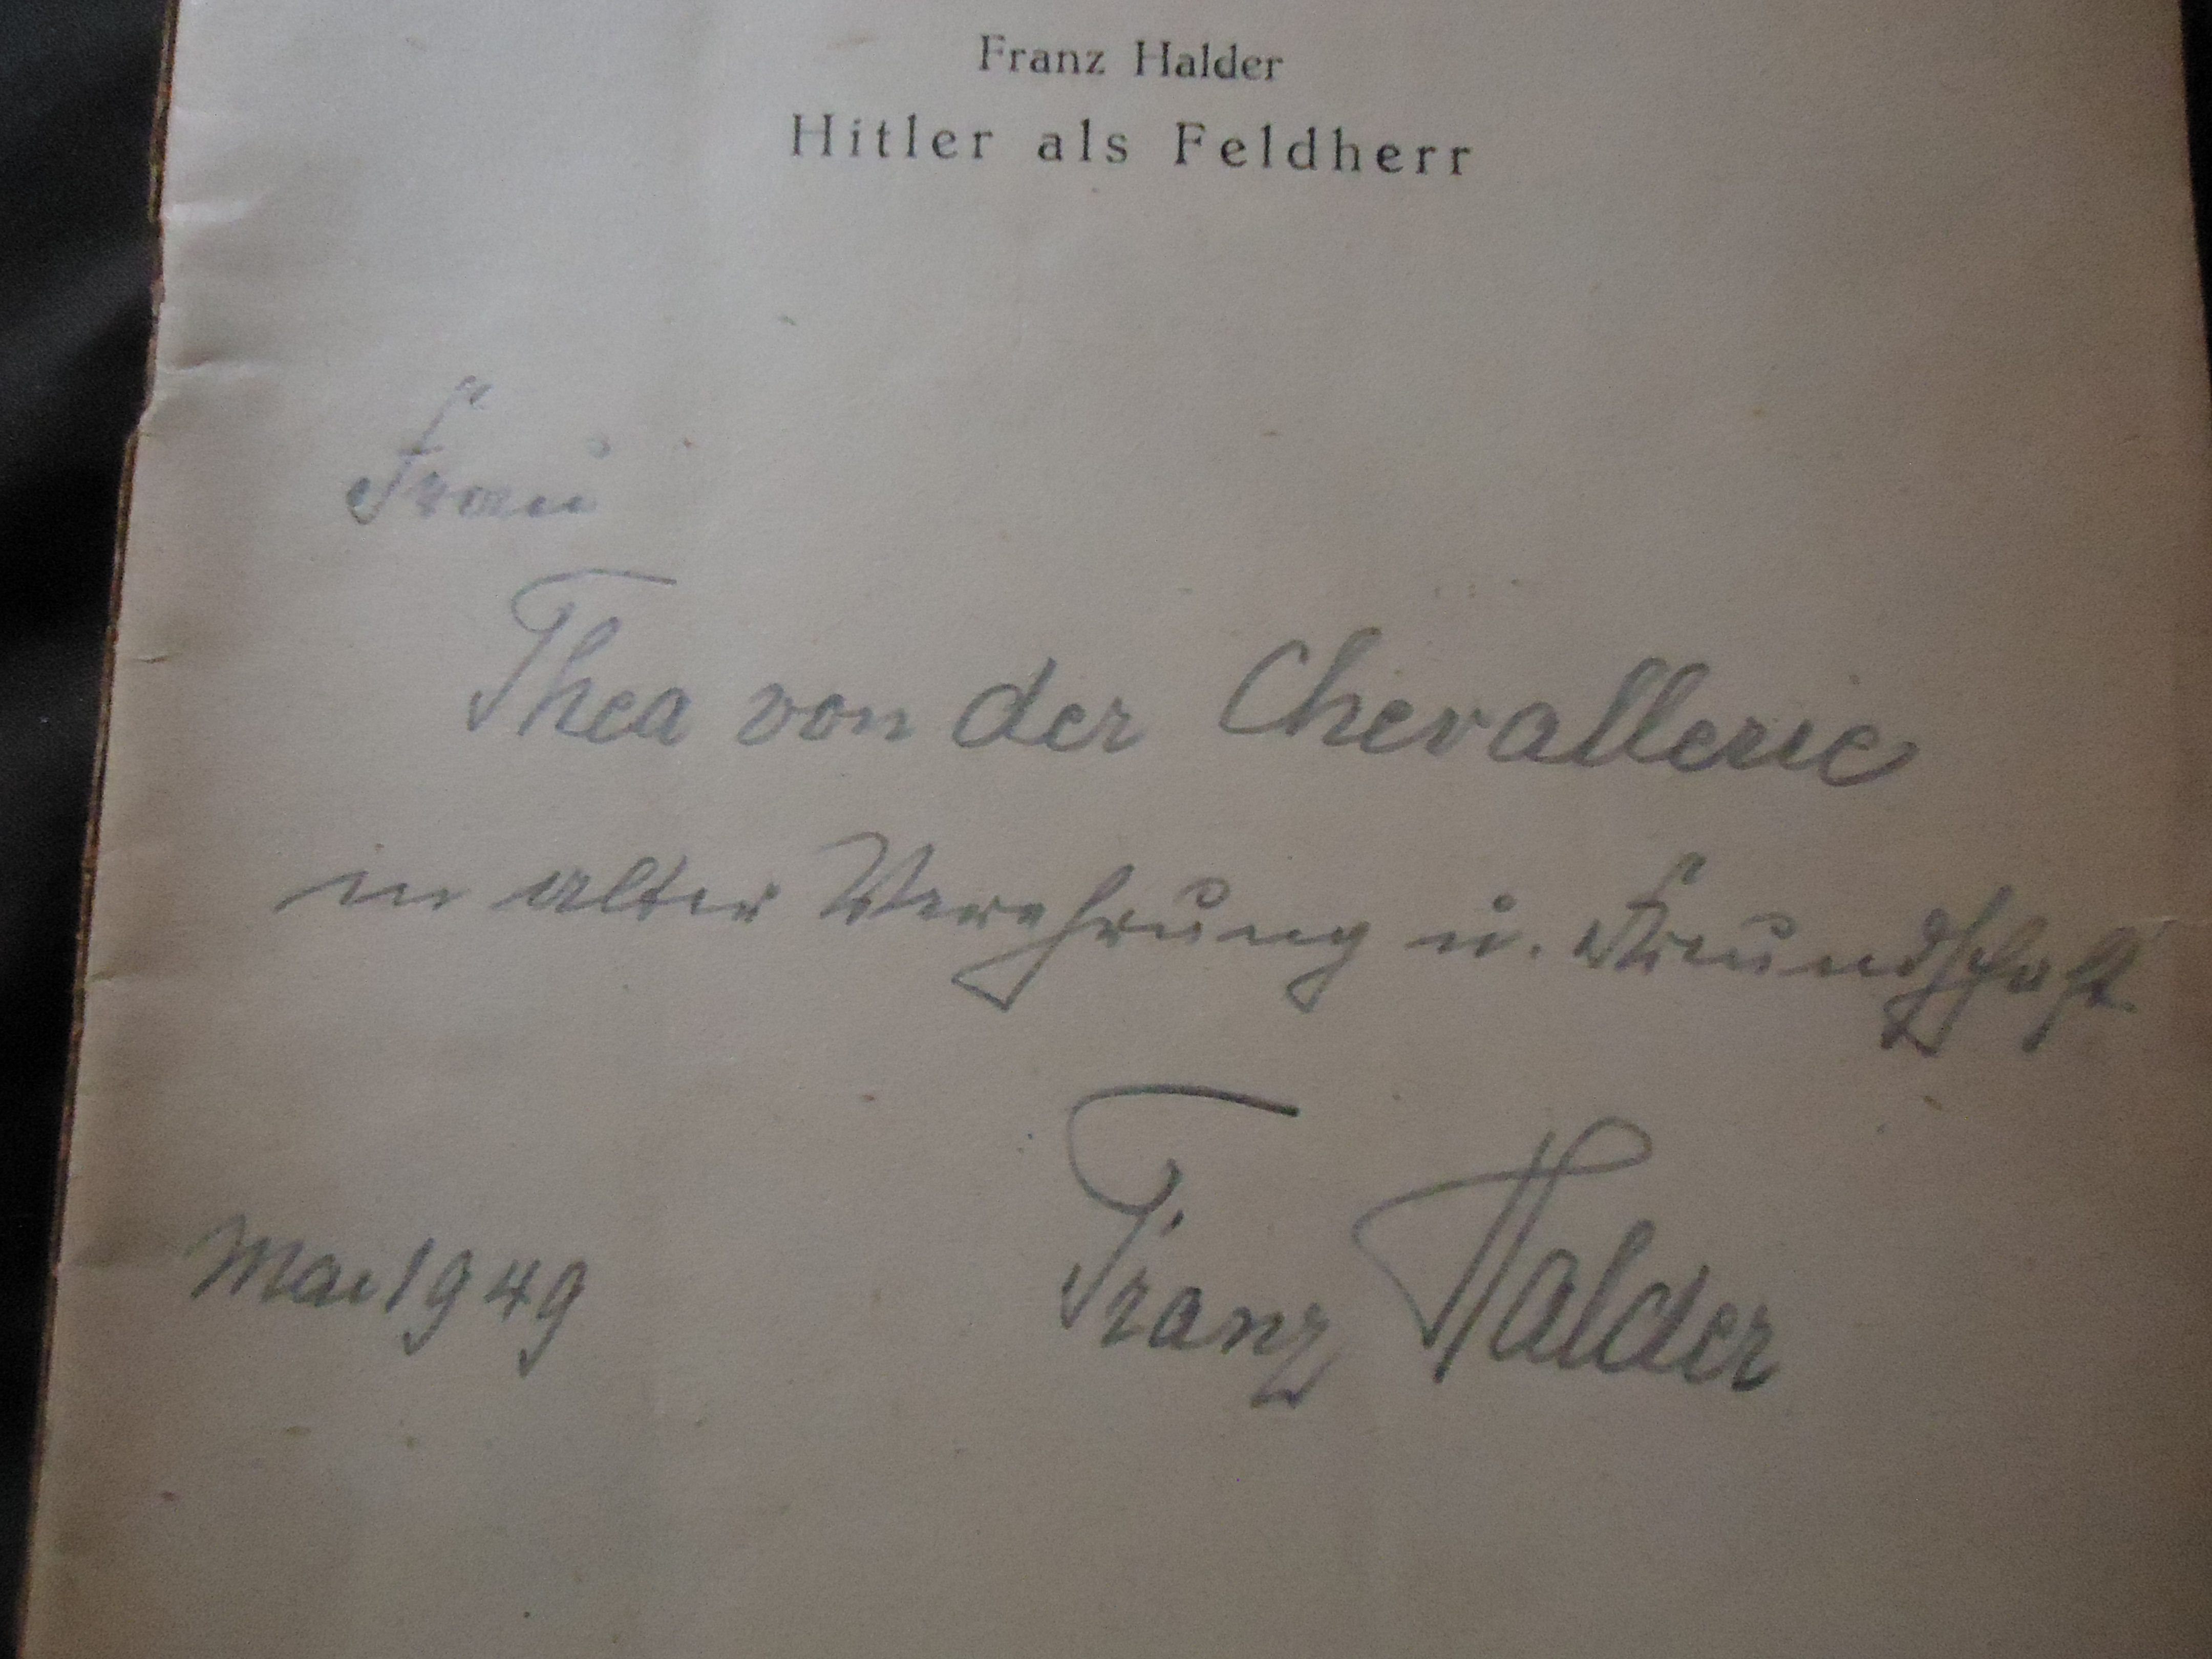 Franz Halder
Hitler als Feldherr
Frau
Thea von der Chevallerie
in alter Verehrung u. Freundschaft
Mai 1949
Franz Halder